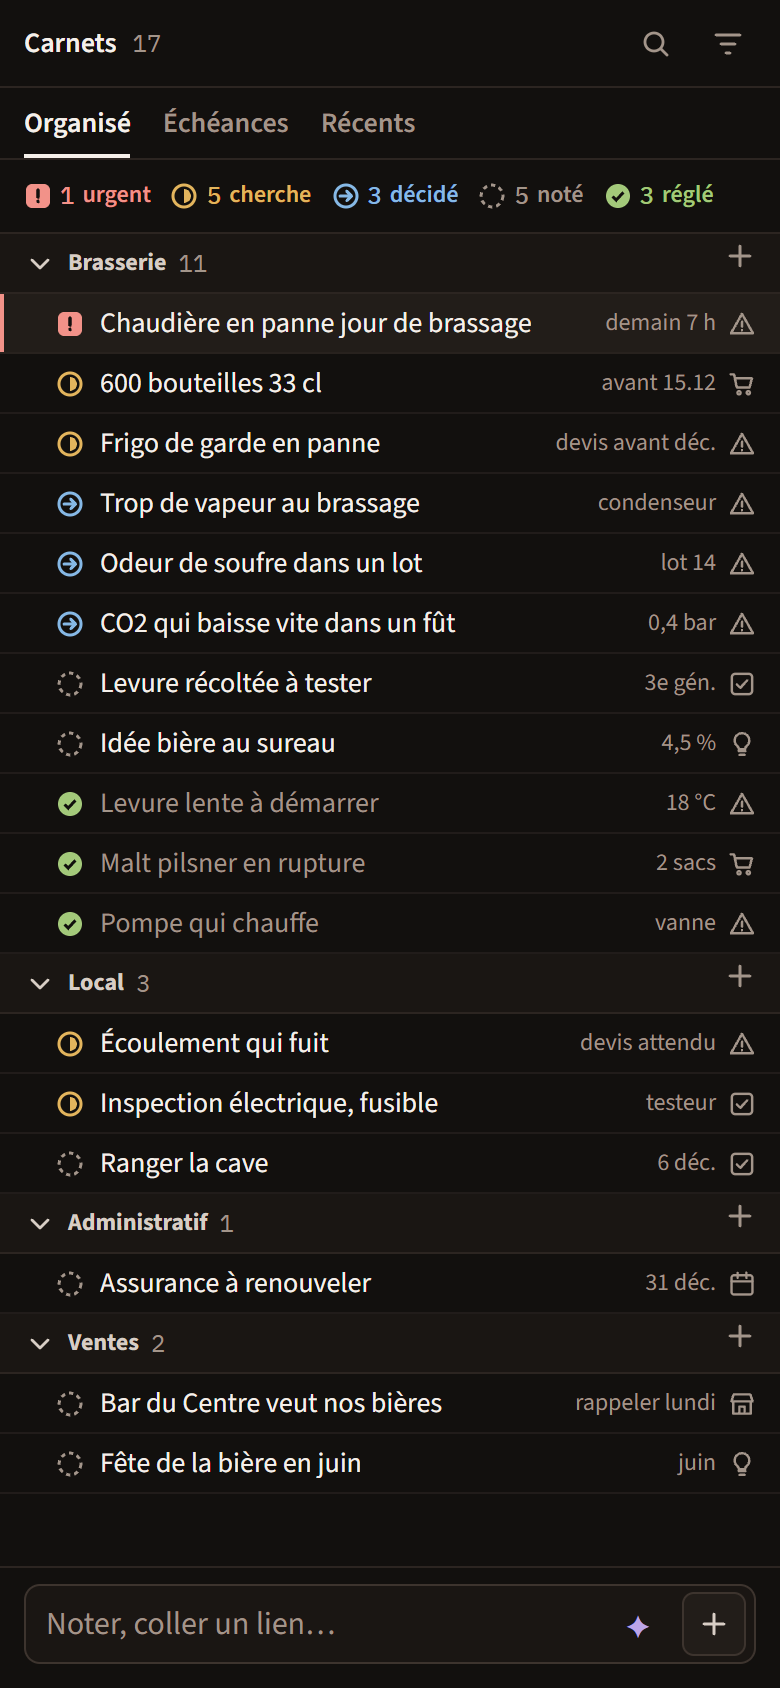 Carnets 17
Organisé Échéances Récents
1 urgent 5 cherche 3 décidé 5 noté 3 réglé
Brasserie 11
Chaudière en panne jour de brassage demain 7 h
600 bouteilles 33 cl avant 15.12
Frigo de garde en panne devis avant déc.
Trop de vapeur au brassage condenseur
Odeur de soufre dans un lot lot 14
CO2 qui baisse vite dans un fût 0,4 bar
Levure récoltée à tester 3e gén.
Idée bière au sureau 4,5 %
Levure lente à démarrer 18 °C
Malt pilsner en rupture 2 sacs
Pompe qui chauffe vanne
Local 3
Écoulement qui fuit devis attendu
Inspection électrique, fusible testeur
Ranger la cave 6 déc.
Administratif 1
Assurance à renouveler 31 déc.
Ventes 2
Bar du Centre veut nos bières rappeler lundi
Fête de la bière en juin juin
Noter, coller un lien…